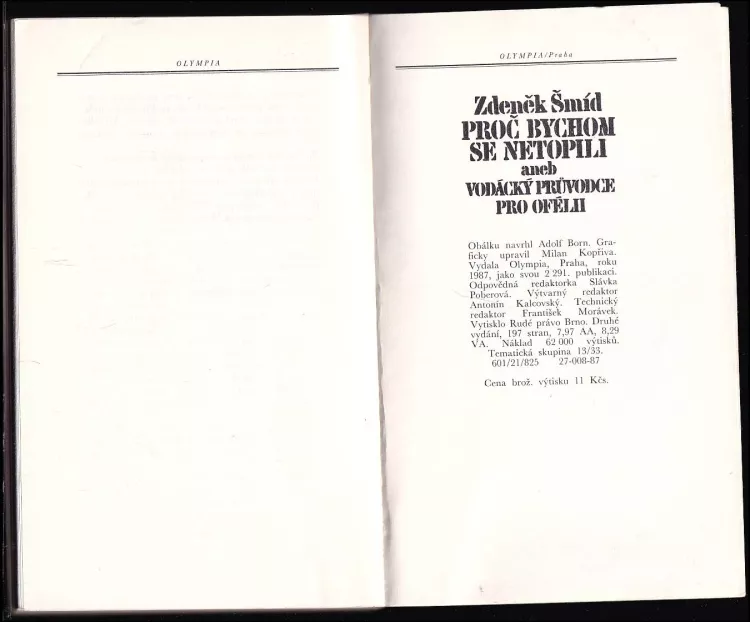 OLYMPIA
OLYMPIA/Praha
Zdeněk Šmíd
PROČ BYCHOM
SE NETOPILI
aneb
VODÁCKÝ PRŮVODCE
PRO OFÉLII
Obálku navrhl Adolf Born. Gra-
ficky upravil Milan Kopřiva.
Vydala Olympia, Praha, roku
1987, jako svou 2 291. publikaci.
Odpovědná redaktorka Slávka
Poberová. Výtvarný redaktor
Antonín Kalcovský. Technický
redaktor František Morávek.
Vytisklo Rudé právo Brno. Druhé
vydání, 197 stran, 7,97 AA, 8,29
VA. Náklad 62 000 výtisků.
Tematická skupina 13/33.
601/21/825 27-008-87
Cena brož. výtisku 11 Kčs.